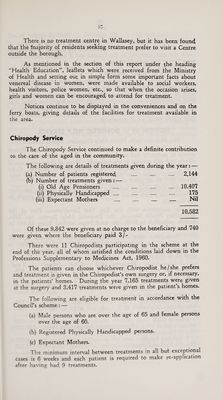 27
There is no treatment centre in Wallasey, but it has been found
that the majority of residents seeking treatment prefer to visit a Centre
outside the borough.
As mentioned in the section of this report under the heading
“Health Education”, leaflets which were received from the Ministry
of Health and setting out in simple form some important facts about
venereal disease in women, were made available to social workers,
health visitors, police women, etc., so that when the occasion arises,
girls and women can be encouraged to attend for treatment.
Notices continue to be displayed in the conveniences and on the
ferry boats, giving details of the facilities for treatment available in
the area.
Chiropody Service
The Chiropody Service continued to make a definite contribution
to the care of the aged in the community.
The following are details of treatments given during the year:—
(a) Number of patients registered 2,144
(b) Number of treatments given:—
(i) Old Age Pensioners 10,407
(ii) Physically Handicapped 175
(iii) Expectant Mothers Nil
10,582
Of these 9,842 were given at no charge to the beneficiary and 740
were given where the beneficiary paid 3/-
There were 11 Chiropodists participating in the scheme at the
end of the year, all of whom satisfied the conditions laid down in the
Professions Supplementary to Medicines Act, 1960.
The patients can choose whichever Chiropodist he/she prefers
and treatment is given in the Chiropodist's own surgery or, if necessary,
in the patients' homes. During the year 7,165 treatments were given
at the surgery and 3,417 treatments were given in the patient's homes.
The following are eligible for treatment in accordance with the
Council's scheme:—
(a) Male persons who are over the age of 65 and female persons
over the age of 60.
(b) Registered Physically Handicapped persons.
(c) Expectant Mothers.
The minimum interval between treatments in all but exceptional
cases is 6 weeks and each patient is required to make re-application
after having had 9 treatments.